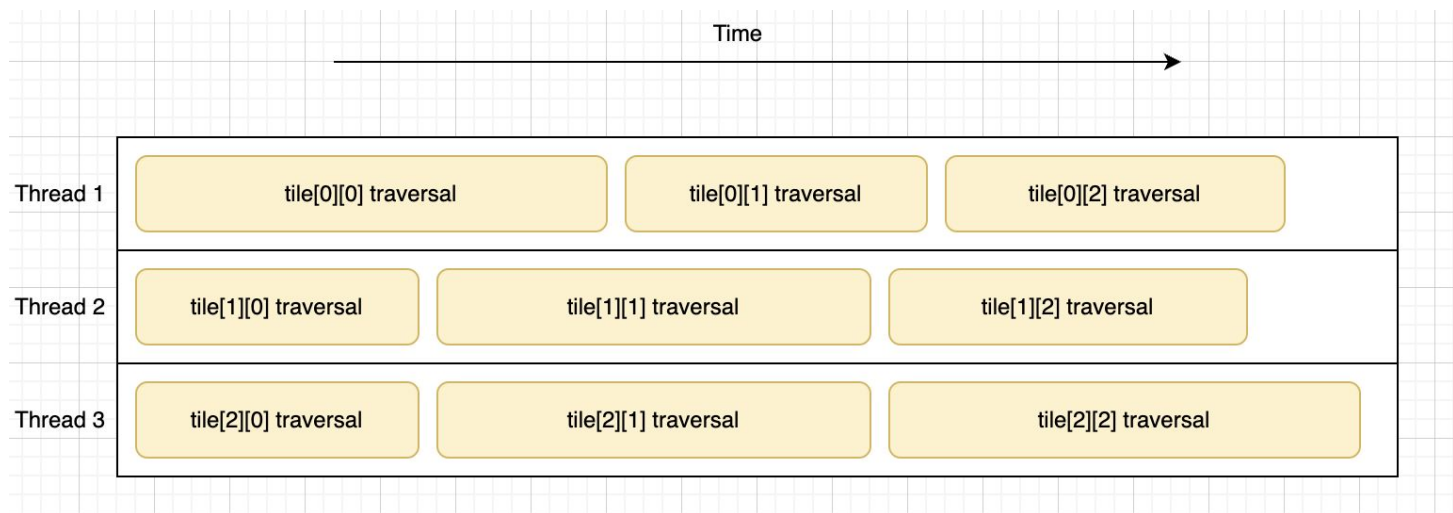 Time
Thread 1
tile[0][0] traversal
tile[0][1] traversal
tile[0][2] traversal
Thread 2
tile[1][0] traversal
tile[1][1] traversal
tile[1][2] traversal
Thread 3
tile[2][0] traversal
tile[2][1] traversal
tile[2][2] traversal